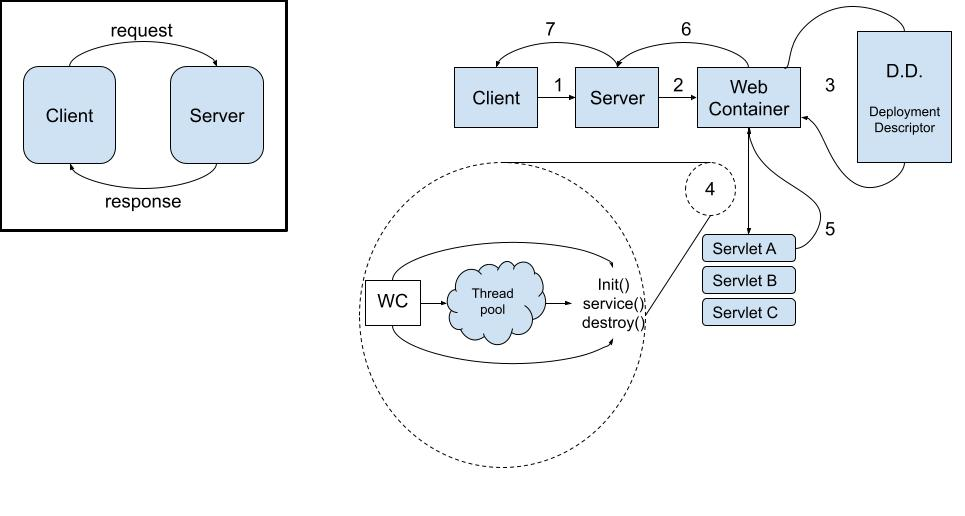 request
Client
Server
response
7
6
Client
1
Server
2
Web
Container
3
D.D.
Deployment
Descriptor
4
5
Servlet A
Servlet B
Servlet C
WC
Thread
pool
Init()
service()
destroy()